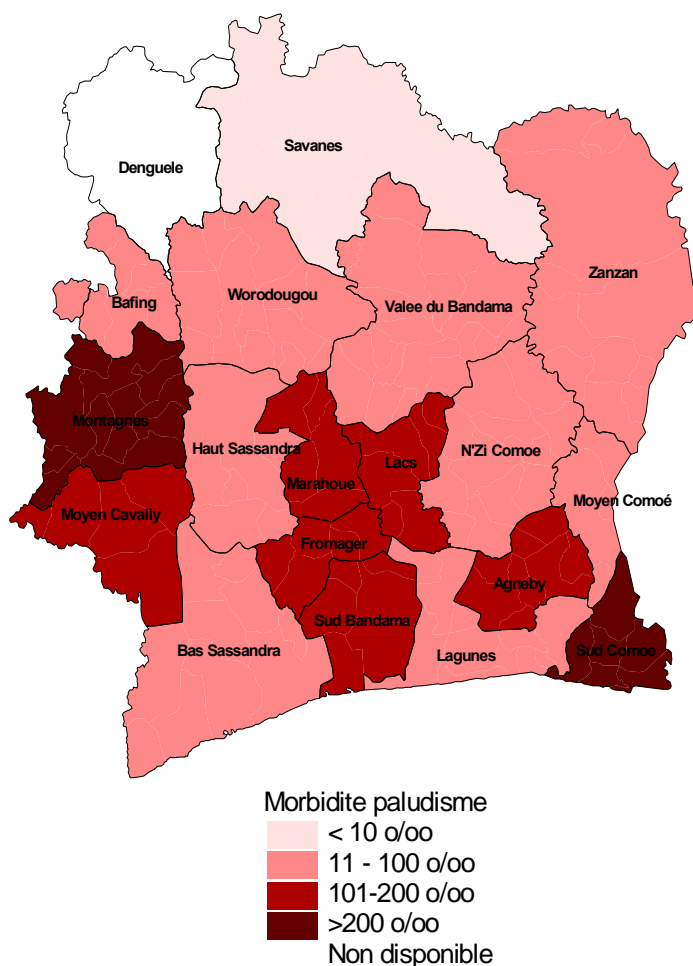 Savanes
Denguele
Zanzan
Bafing
Worodougou
Valee du Bandama
Montagnes
Haut Sassandra
Marahoue
Lacs
N'Zi Comoe
Moyen Comoé
Moyen Cavally
Fromager
Agneby
Sud Bandama
Bas Sassandra
Lagunes
Sud Comoe
Morbidite paludisme
< 10 o/oo
11 - 100 o/oo
101-200 o/oo
>200 o/oo
Non disponible